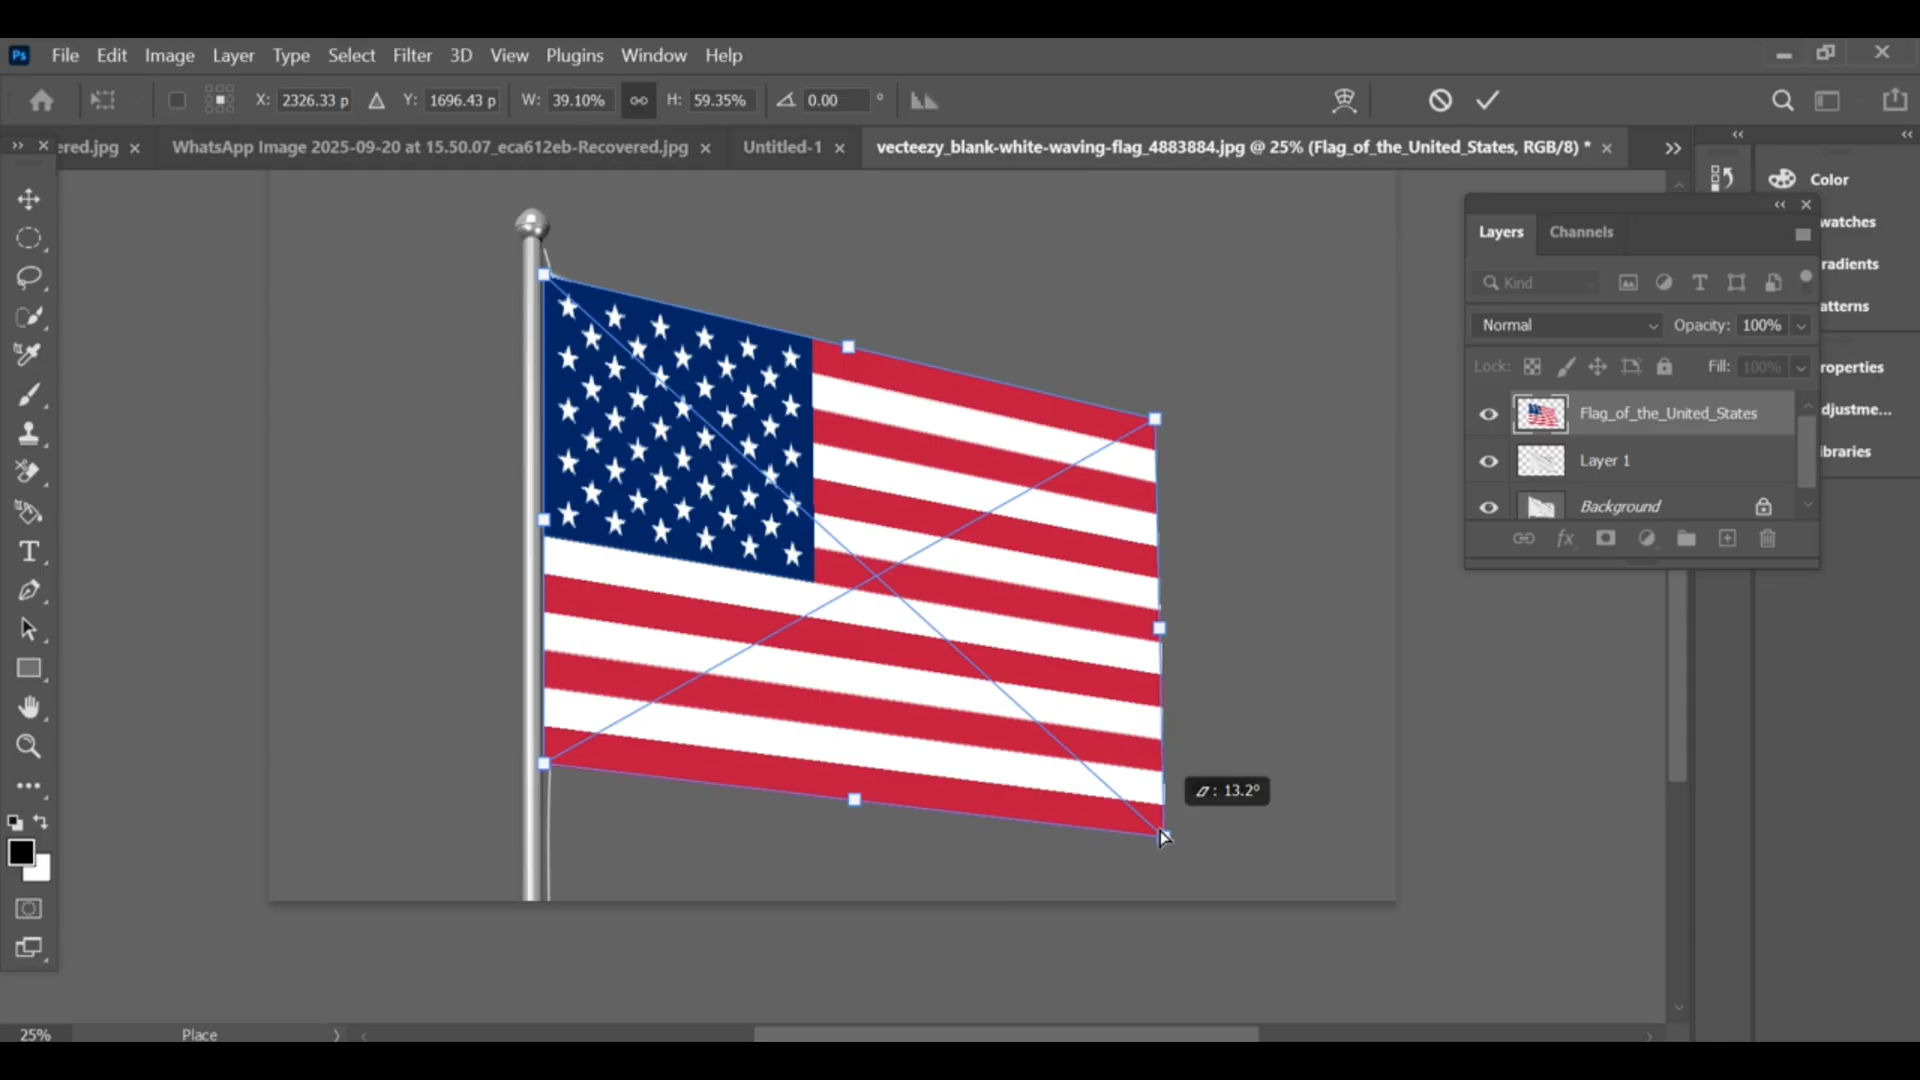 Ps File Edit Image Layer Type Select Filter 3D View Plugins Window Help
X: 2326.33 p Y: 1696.43 p W: 39.10% H: 59.35% 0.00 °
ered.jpg × WhatsApp Image 2025-09-20 at 15.50.07_eca612eb-Recovered.jpg × Untitled-1 × vecteezy_blank-white-waving-flag_4883884.jpg @ 25% (Flag_of_the_United_States, RGB/8) * ×
Color
watches
radients
atterns
roperties
djustme...
ibraries
Layers Channels
Kind
Normal Opacity: 100%
Lock: Fill: 100%
Flag_of_the_United_States
Layer 1
Background
fx
13.2°
25% Place